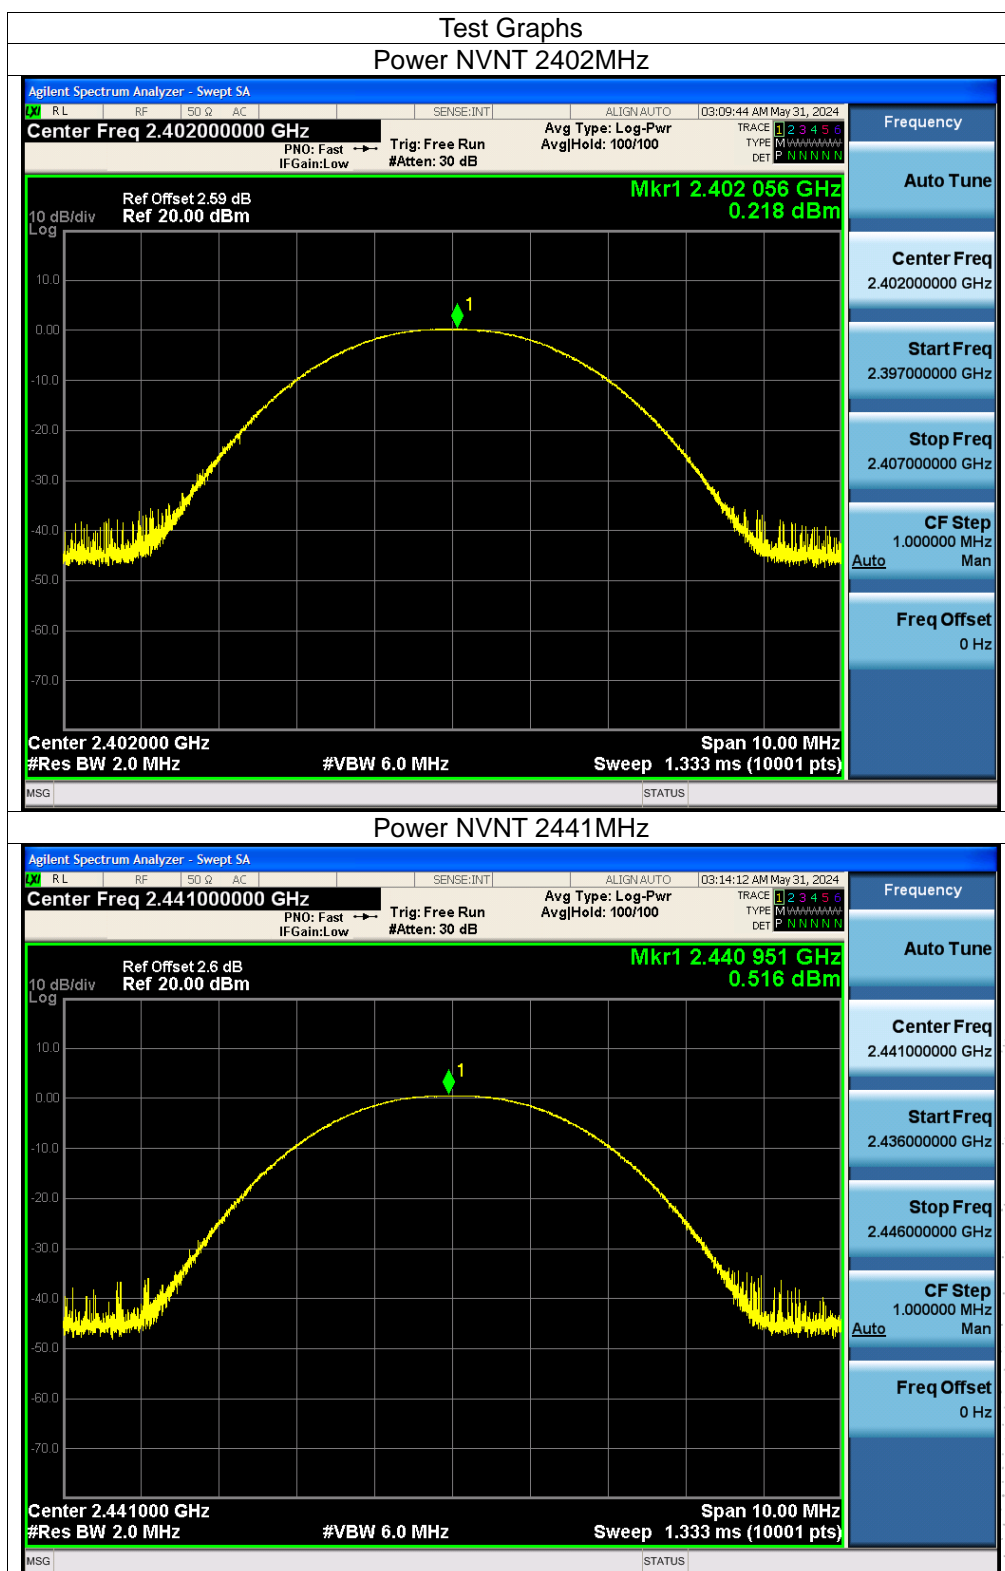 Test Graphs
Power NVNT 2402MHz
Agilent Spectrum Analyzer - Swept SA
LXI RL RF 50 Ω AC SENSE:INT ALIGN AUTO 03:09:44 AM May 31, 2024
Center Freq 2.402000000 GHz
PNO: Fast
IFGain:Low
Trig: Free Run
#Atten: 30 dB
Avg Type: Log-Pwr
Avg|Hold: 100/100
TRACE 1 2 3 4 5 6
TYPE MWWWWW
DET P N N N N N
Frequency
Ref Offset 2.59 dB
Ref 20.00 dBm
10 dB/div
Log
Mkr1 2.402 056 GHz
0.218 dBm
1
10.0
0.00
-10.0
-20.0
-30.0
-40.0
-50.0
-60.0
-70.0
Center 2.402000 GHz
Span 10.00 MHz
#Res BW 2.0 MHz
#VBW 6.0 MHz
Sweep 1.333 ms (10001 pts)
MSG
STATUS
Auto Tune
Center Freq
2.402000000 GHz
Start Freq
2.397000000 GHz
Stop Freq
2.407000000 GHz
CF Step
1.000000 MHz
Auto Man
Freq Offset
0 Hz
Power NVNT 2441MHz
Agilent Spectrum Analyzer - Swept SA
LXI RL RF 50 Ω AC SENSE:INT ALIGN AUTO 03:14:12 AM May 31, 2024
Center Freq 2.441000000 GHz
PNO: Fast
IFGain:Low
Trig: Free Run
#Atten: 30 dB
Avg Type: Log-Pwr
Avg|Hold: 100/100
TRACE 1 2 3 4 5 6
TYPE MWWWWW
DET P N N N N N
Frequency
Ref Offset 2.6 dB
Ref 20.00 dBm
10 dB/div
Log
Mkr1 2.440 951 GHz
0.516 dBm
1
10.0
0.00
-10.0
-20.0
-30.0
-40.0
-50.0
-60.0
-70.0
Center 2.441000 GHz
Span 10.00 MHz
#Res BW 2.0 MHz
#VBW 6.0 MHz
Sweep 1.333 ms (10001 pts)
MSG
STATUS
Auto Tune
Center Freq
2.441000000 GHz
Start Freq
2.436000000 GHz
Stop Freq
2.446000000 GHz
CF Step
1.000000 MHz
Auto Man
Freq Offset
0 Hz